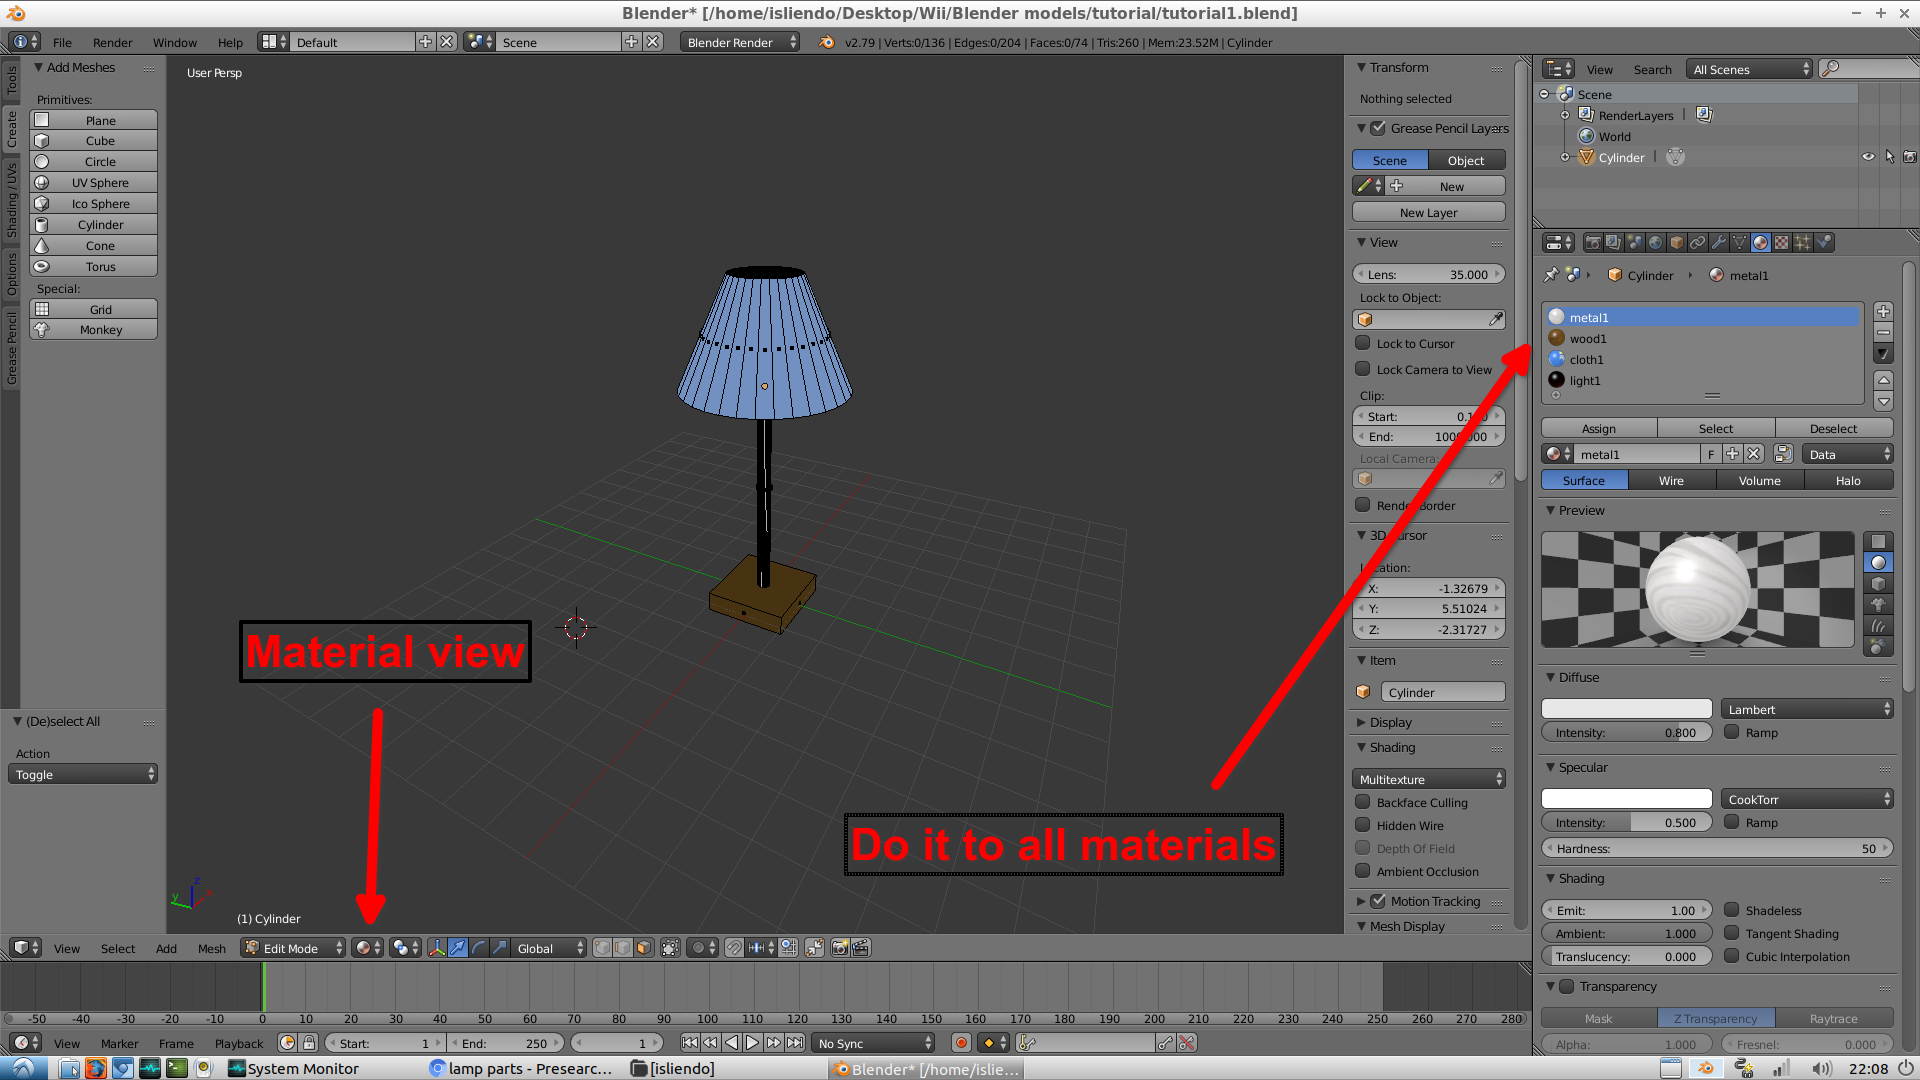 Blender* [/home/isliendo/Desktop/Wii/Blender models/tutorial/tutorial1.blend]
File Render Window Help Default Scene Blender Render v2.79 | Verts:0/136 | Edges:0/204 | Faces:0/74 | Tris:260 | Mem:23.52M | Cylinder
Tools
Create
Shading / UVs
Options
Grease Pencil
Add Meshes
Primitives:
Plane
Cube
Circle
UV Sphere
Ico Sphere
Cylinder
Cone
Torus
Special:
Grid
Monkey
(De)select All
Action
Toggle
User Persp
Material view
Do it to all materials
z
y
x
(1) Cylinder
Transform
Nothing selected
Grease Pencil Layers
Scene Object
New
New Layer
View
Lens: 35.000
Lock to Object:
Lock to Cursor
Lock Camera to View
Clip:
Start:
End:
Local Camera:
Render Border
3D Cursor
Location:
X: -1.32679
Y: 5.51024
Z: -2.31727
Item
Cylinder
Display
Shading
Multitexture
Backface Culling
Hidden Wire
Depth Of Field
Ambient Occlusion
Motion Tracking
Mesh Display
View Search All Scenes
Scene
RenderLayers |
World
Cylinder |
Cylinder metal1
metal1
wood1
cloth1
light1
Assign Select Deselect
metal1 F Data
Surface Wire Volume Halo
Preview
Diffuse
Lambert
Intensity: 0.800 Ramp
Specular
CookTorr
Intensity: 0.500 Ramp
Hardness: 50
Shading
Emit: 1.00 Shadeless
Ambient: 1.000 Tangent Shading
Translucency: 0.000 Cubic Interpolation
Transparency
Mask Z Transparency Raytrace
Alpha: 1.000 Fresnel: 0.000
View Select Add Mesh Edit Mode Global
-50 -40 -30 -20 -10 0 10 20 30 40 50 60 70 80 90 100 110 120 130 140 150 160 170 180 190 200 210 220 230 240 250 260 270 280
View Marker Frame Playback Start: 1 End: 250 1 No Sync
System Monitor lamp parts - Presearc... [isliendo] Blender* [/home/islie... 22:08